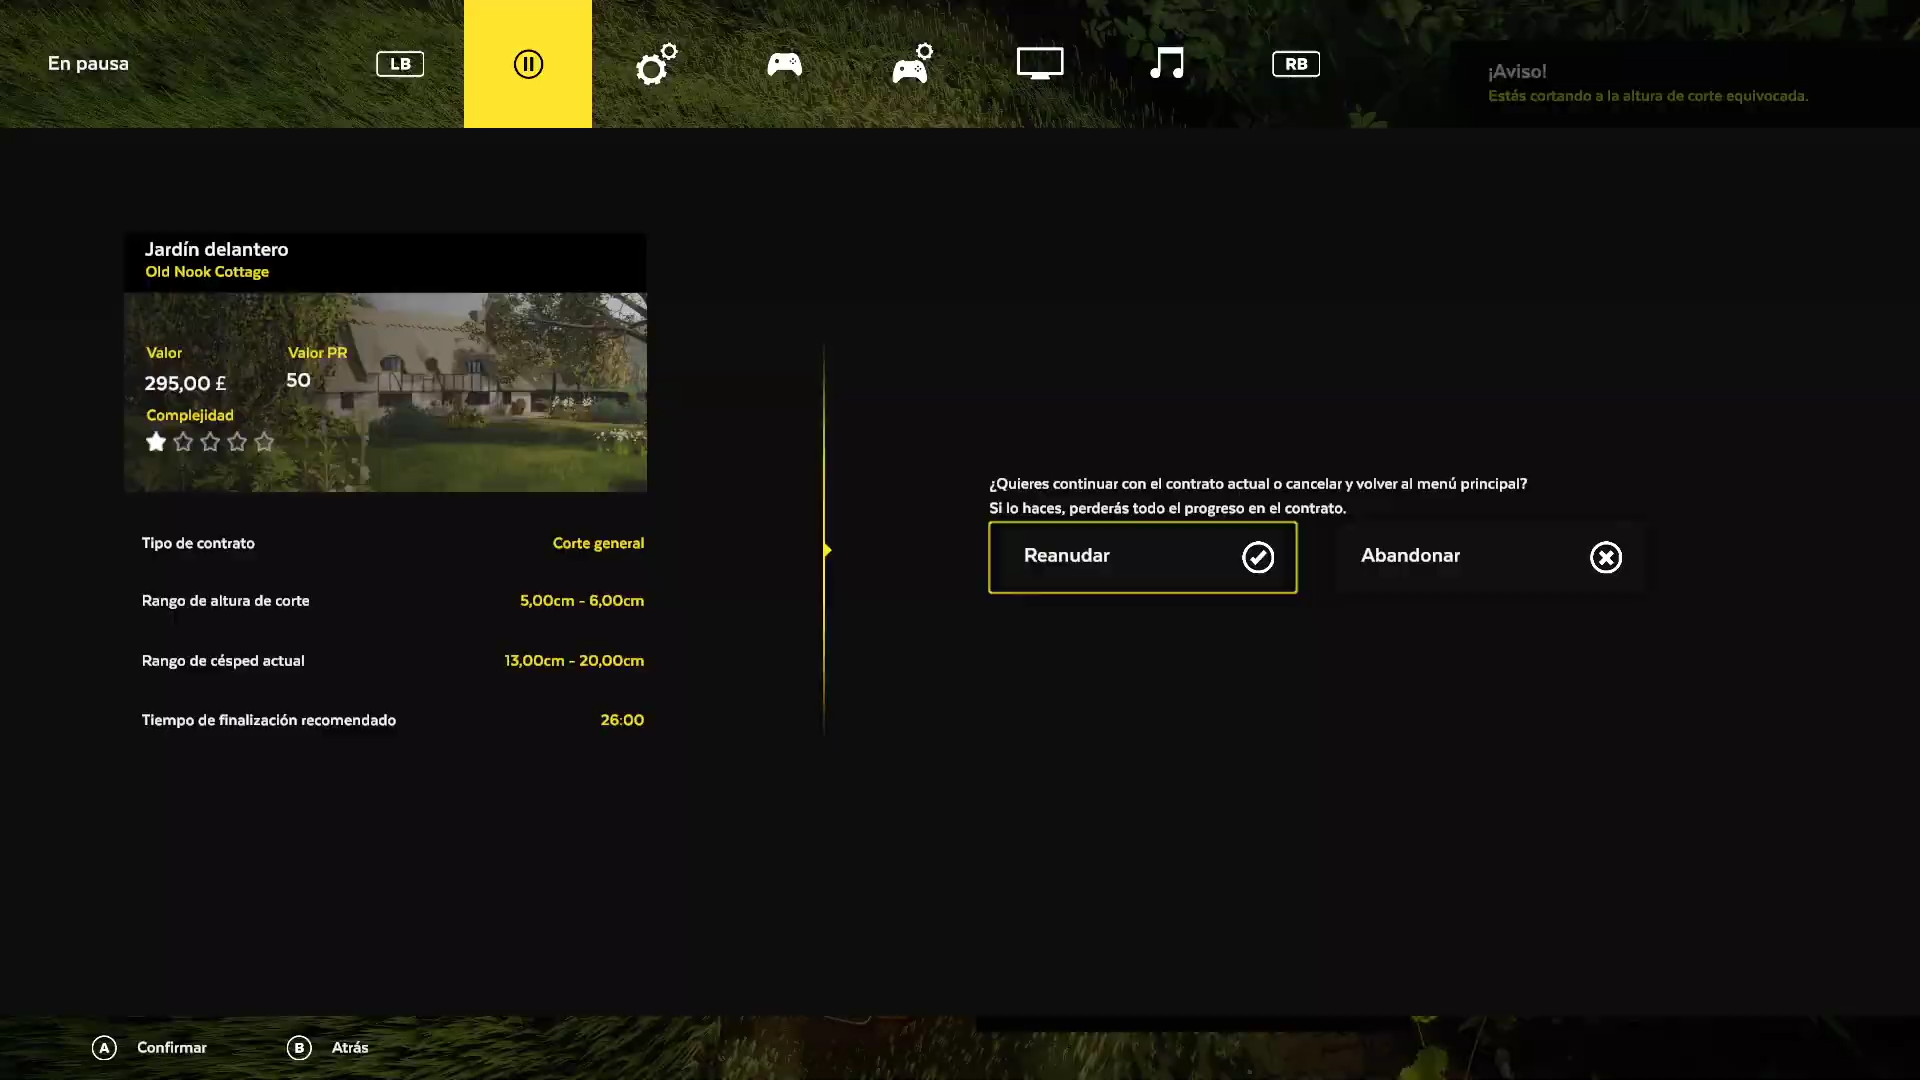 En pausa
LB
RB
¡Aviso!
Estás cortando a la altura de corte equivocada.
Jardín delantero
Old Nook Cottage
Valor
Valor PR
295,00 £
50
Complejidad
Tipo de contrato
Corte general
Rango de altura de corte
5,00cm - 6,00cm
Rango de césped actual
13,00cm - 20,00cm
Tiempo de finalización recomendado
26:00
¿Quieres continuar con el contrato actual o cancelar y volver al menú principal?
Si lo haces, perderás todo el progreso en el contrato.
Reanudar
Abandonar
A Confirmar
B Atrás